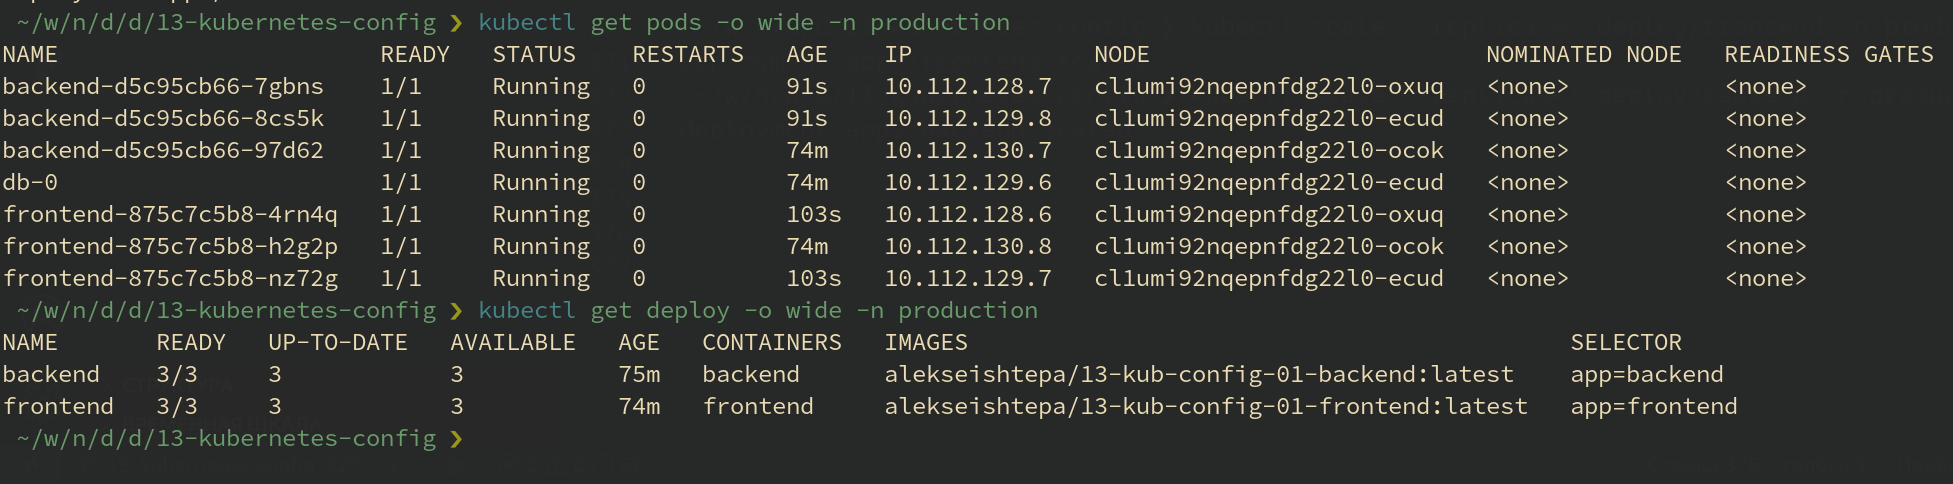 ~/w/n/d/d/13-kubernetes-config ❯ kubectl get pods -o wide -n production
NAME READY STATUS RESTARTS AGE IP NODE NOMINATED NODE READINESS GATES
backend-d5c95cb66-7gbns 1/1 Running 0 91s 10.112.128.7 cl1umi92nqepnfdg22l0-oxuq <none> <none>
backend-d5c95cb66-8cs5k 1/1 Running 0 91s 10.112.129.8 cl1umi92nqepnfdg22l0-ecud <none> <none>
backend-d5c95cb66-97d62 1/1 Running 0 74m 10.112.130.7 cl1umi92nqepnfdg22l0-ocok <none> <none>
db-0 1/1 Running 0 74m 10.112.129.6 cl1umi92nqepnfdg22l0-ecud <none> <none>
frontend-875c7c5b8-4rn4q 1/1 Running 0 103s 10.112.128.6 cl1umi92nqepnfdg22l0-oxuq <none> <none>
frontend-875c7c5b8-h2g2p 1/1 Running 0 74m 10.112.130.8 cl1umi92nqepnfdg22l0-ocok <none> <none>
frontend-875c7c5b8-nz72g 1/1 Running 0 103s 10.112.129.7 cl1umi92nqepnfdg22l0-ecud <none> <none>
~/w/n/d/d/13-kubernetes-config ❯ kubectl get deploy -o wide -n production
NAME READY UP-TO-DATE AVAILABLE AGE CONTAINERS IMAGES SELECTOR
backend 3/3 3 3 75m backend alekseishtepa/13-kub-config-01-backend:latest app=backend
frontend 3/3 3 3 74m frontend alekseishtepa/13-kub-config-01-frontend:latest app=frontend
~/w/n/d/d/13-kubernetes-config ❯